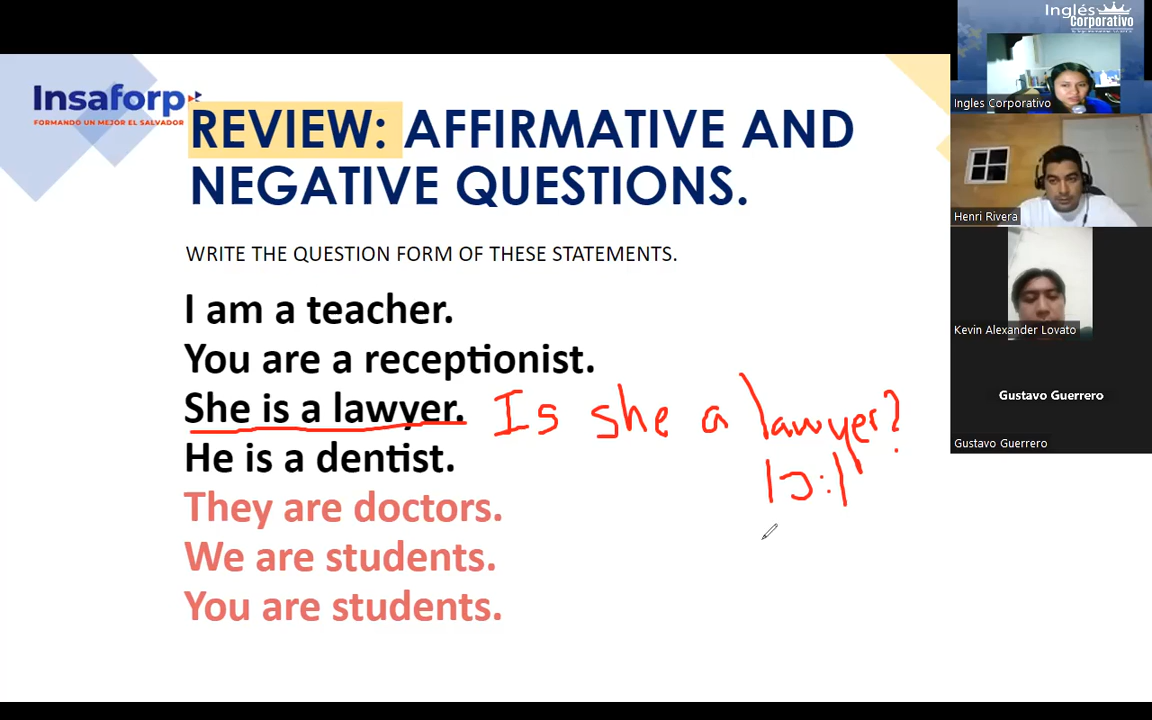 Insaforp
FORMANDO UN MEJOR EL SALVADOR
REVIEW: AFFIRMATIVE AND
NEGATIVE QUESTIONS.
WRITE THE QUESTION FORM OF THESE STATEMENTS.
I am a teacher.
You are a receptionist.
She is a lawyer. Is she a lawyer?
He is a dentist.
They are doctors.
We are students.
You are students.
Inglés
Corporativo
Ingles Corporativo
Henri Rivera
Kevin Alexander Lovato
Gustavo Guerrero
Gustavo Guerrero